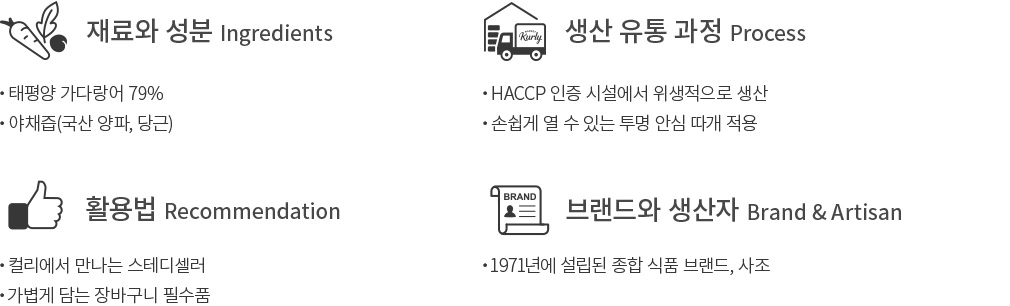 재료와 성분 Ingredients
• 태평양 가다랑어 79%
• 야채즙(국산 양파, 당근)
Kurly
생산 유통 과정 Process
• HACCP 인증 시설에서 위생적으로 생산
• 손쉽게 열 수 있는 투명 안심 따개 적용
활용법 Recommendation
• 컬리에서 만나는 스테디셀러
• 가볍게 담는 장바구니 필수품
BRAND
브랜드와 생산자 Brand & Artisan
• 1971년에 설립된 종합 식품 브랜드, 사조